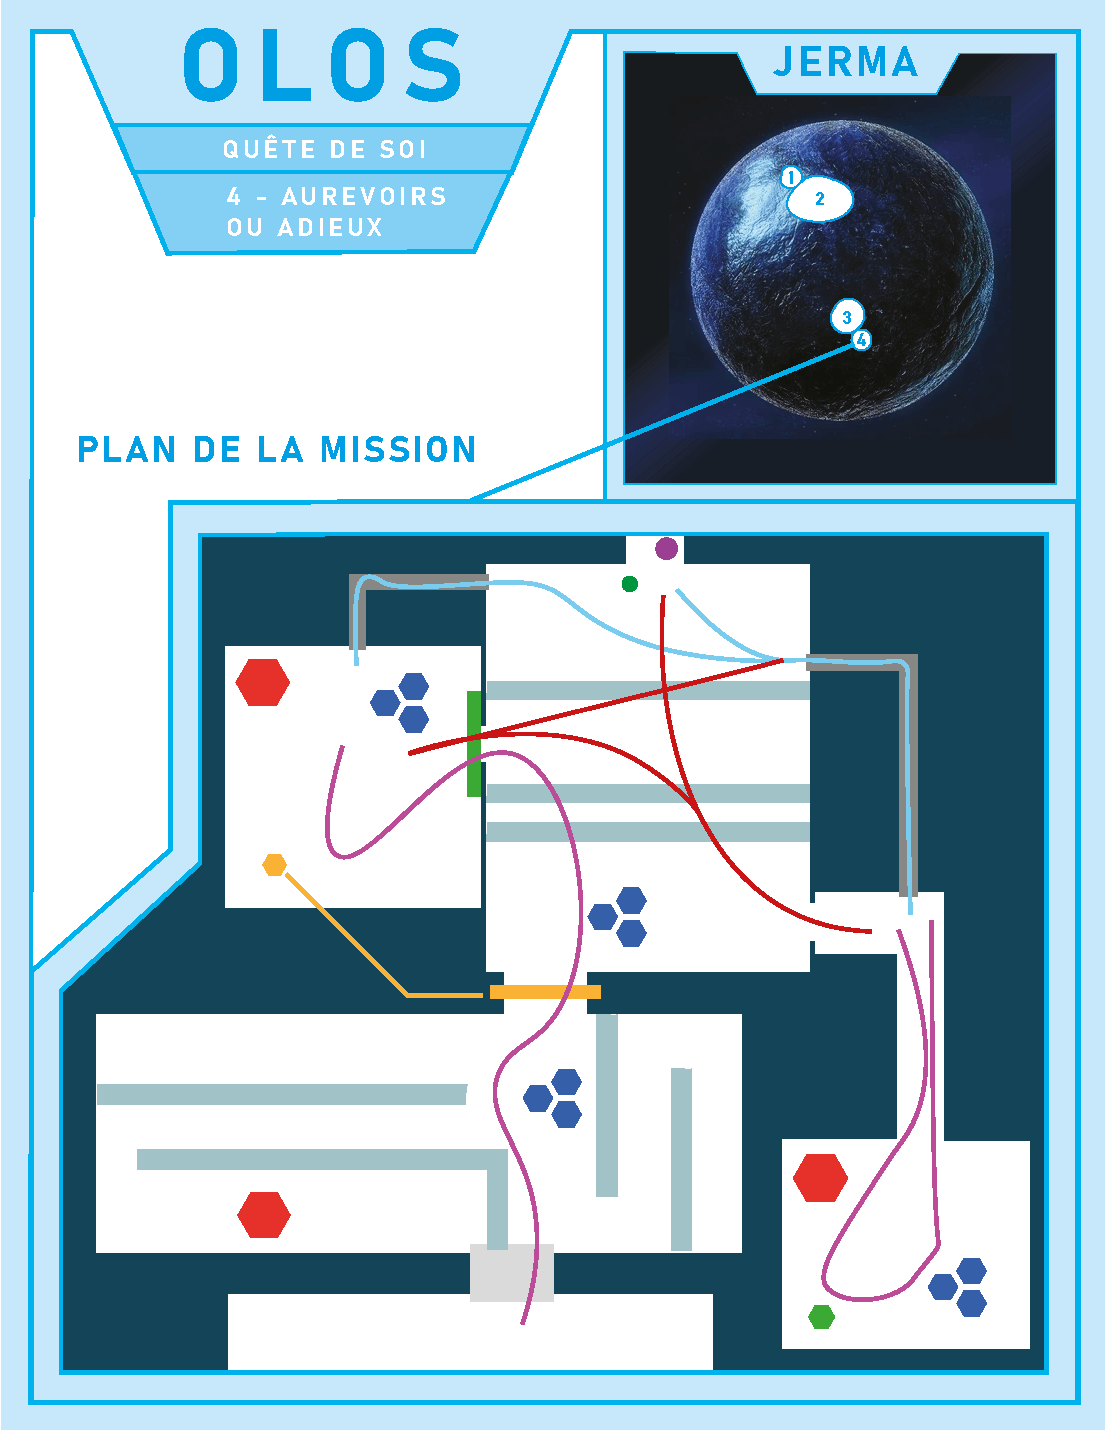 OLOS
QUÊTE DE SOI
4 - AUREVOIRS
OU ADIEUX
JERMA
1
2
3
4
PLAN DE LA MISSION